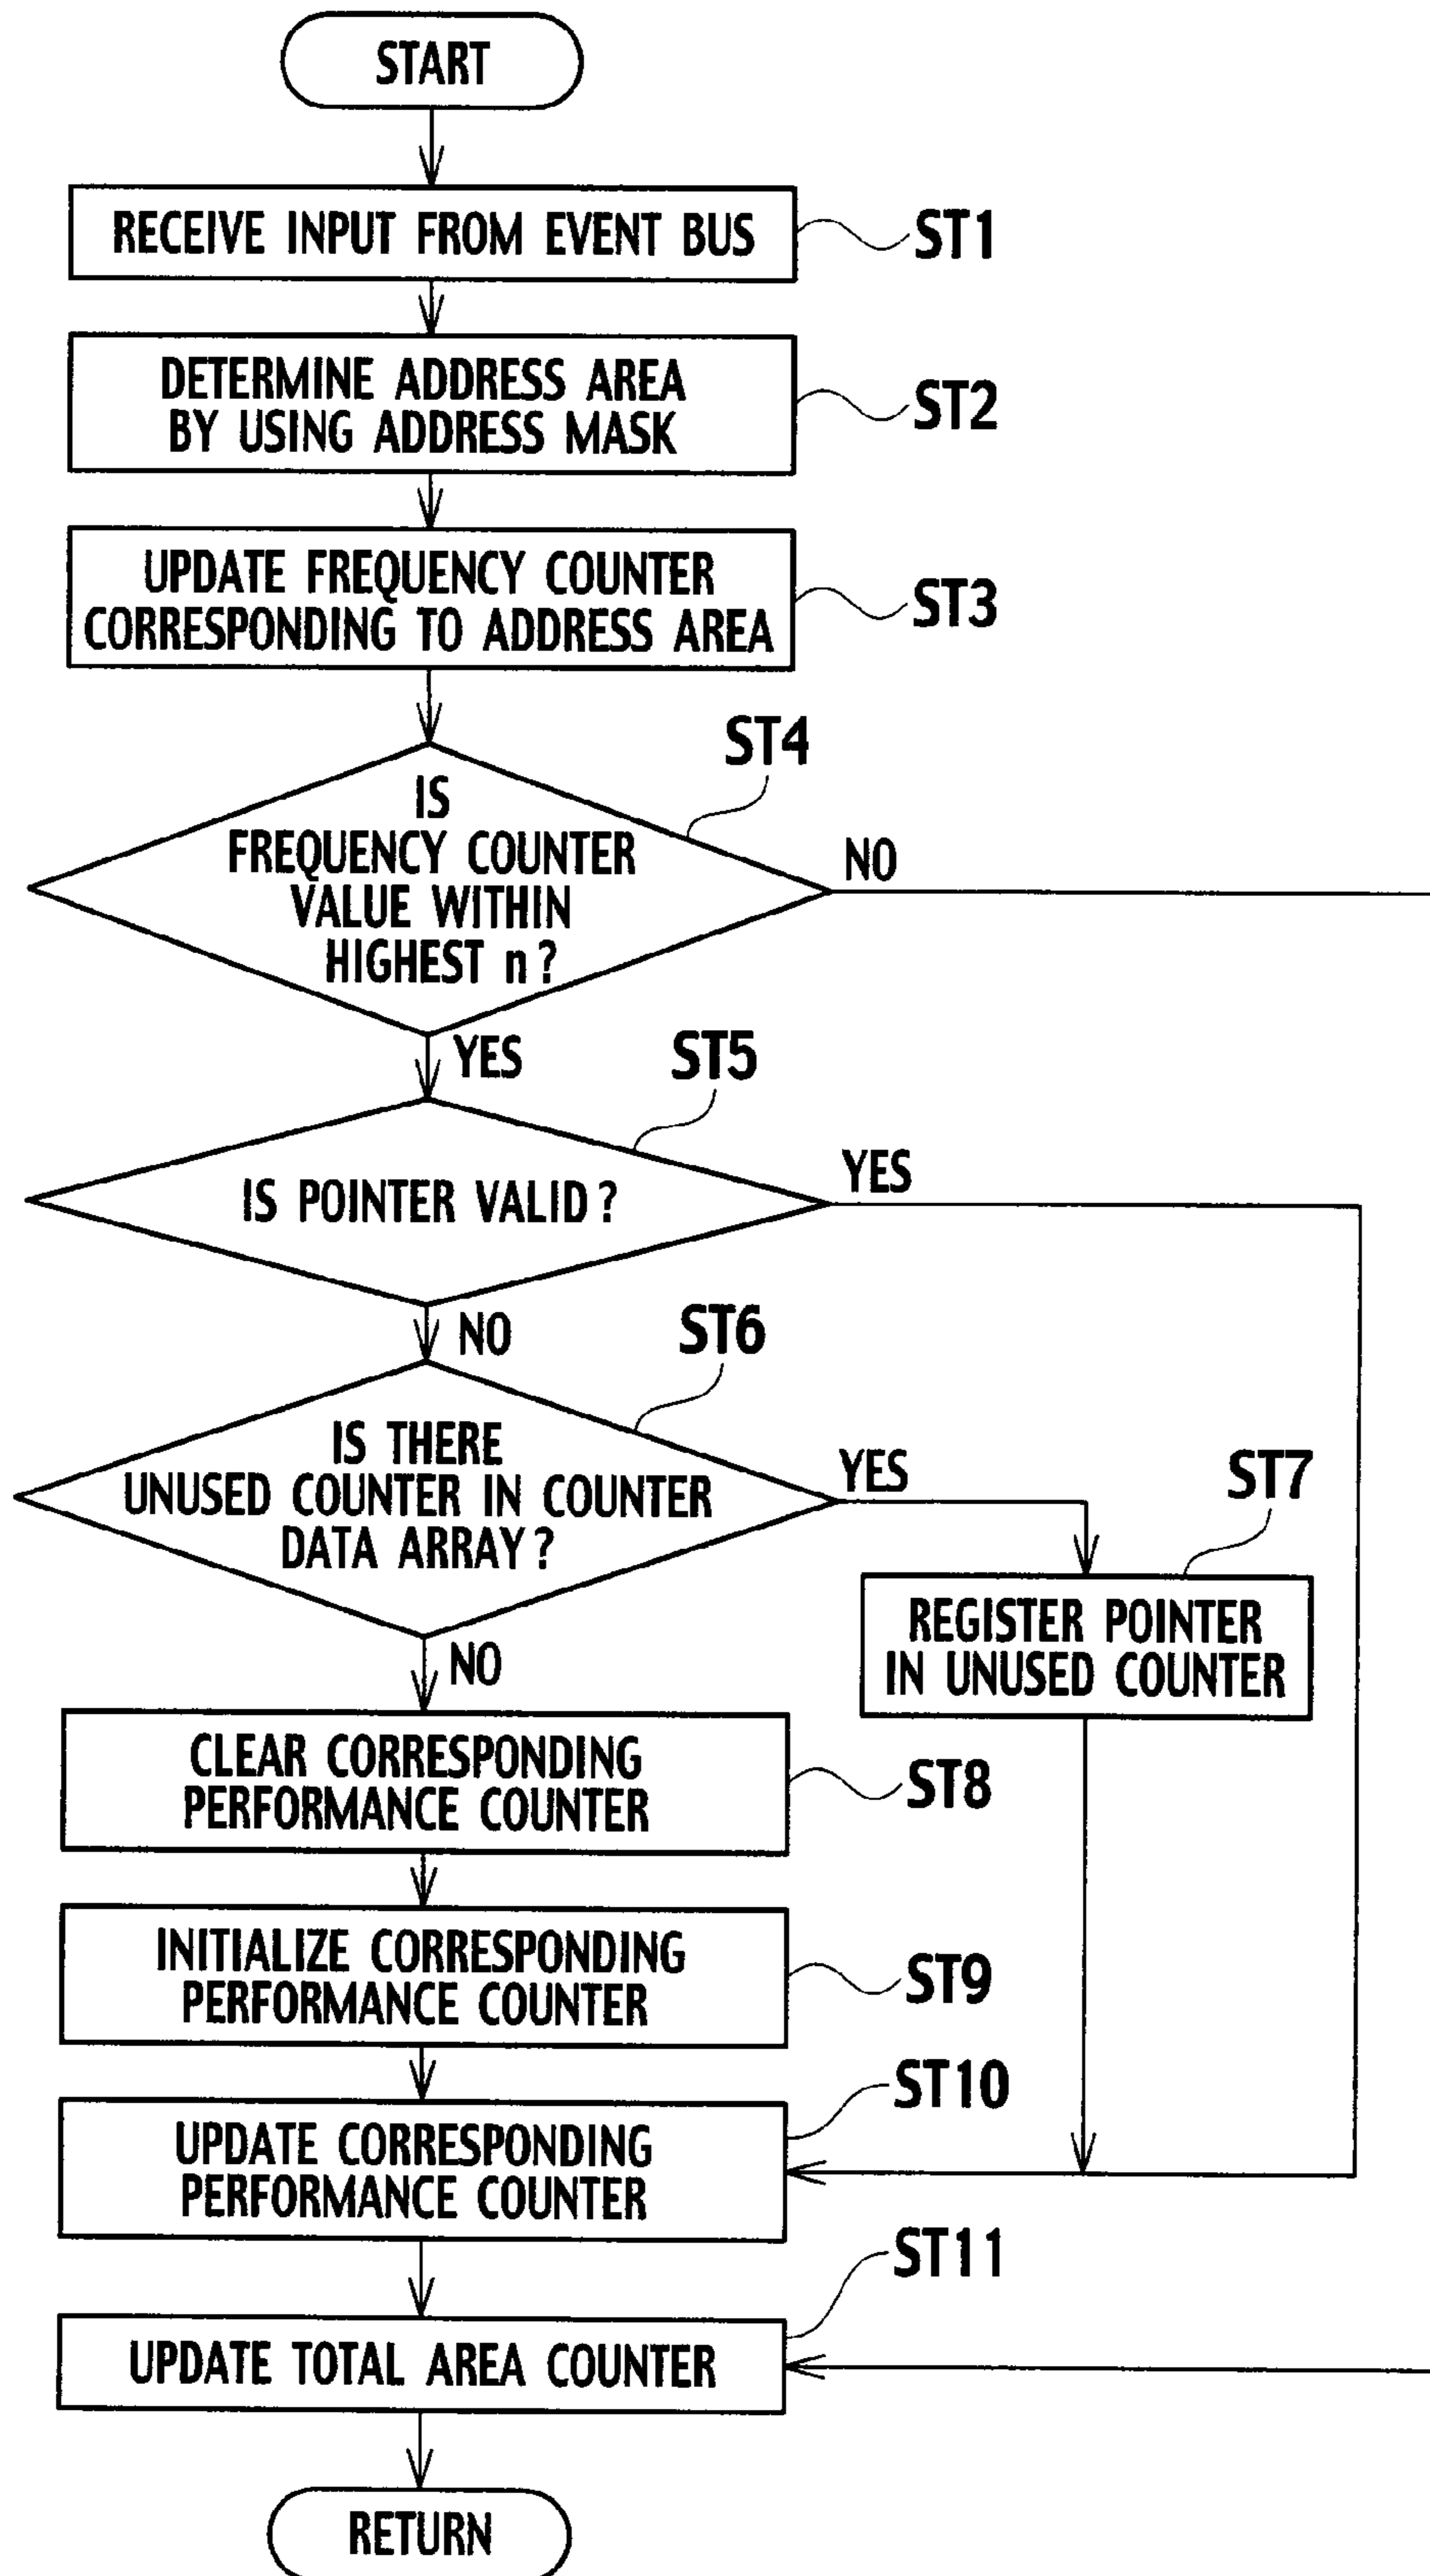 START
RECEIVE INPUT FROM EVENT BUS
ST1
DETERMINE ADDRESS AREA
BY USING ADDRESS MASK
ST2
UPDATE FREQUENCY COUNTER
CORRESPONDING TO ADDRESS AREA
ST3
ST4
IS
FREQUENCY COUNTER
VALUE WITHIN
HIGHEST n?
NO
YES
ST5
IS POINTER VALID?
YES
NO
ST6
IS THERE
UNUSED COUNTER IN COUNTER
DATA ARRAY?
YES
ST7
REGISTER POINTER
IN UNUSED COUNTER
NO
CLEAR CORRESPONDING
PERFORMANCE COUNTER
ST8
INITIALIZE CORRESPONDING
PERFORMANCE COUNTER
ST9
ST10
UPDATE CORRESPONDING
PERFORMANCE COUNTER
ST11
UPDATE TOTAL AREA COUNTER
RETURN